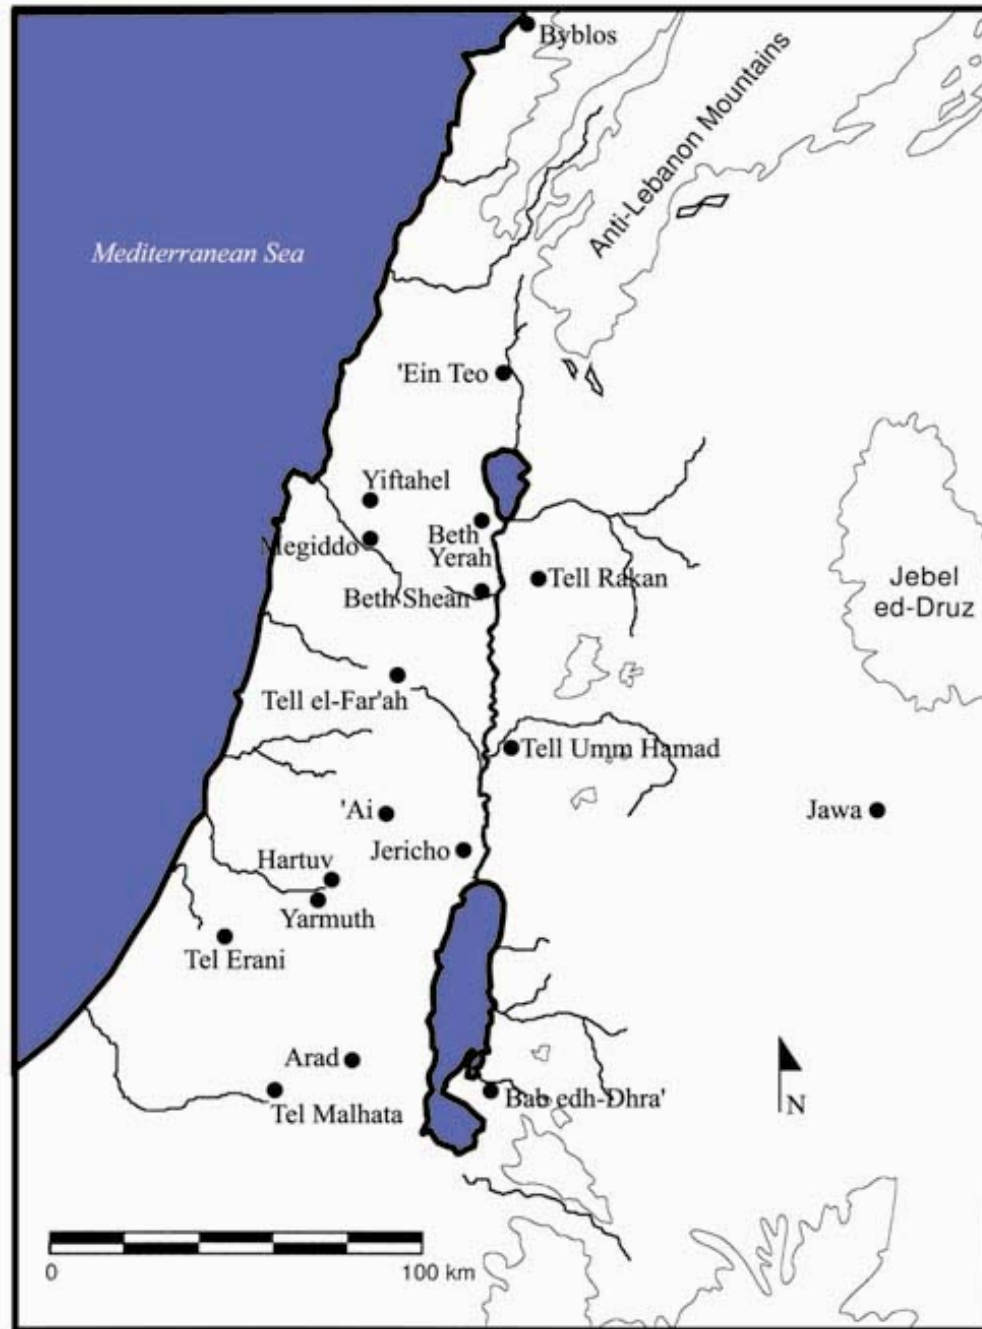 Byblos
Anti-Lebanon Mountains
Mediterranean Sea
'Ein Teo
Yiftahel
Megiddo
Beth
Yerah
Tell Rakan
Beth Shean
Jebel
ed-Druz
Tell el-Far'ah
Tell Umm Hamad
'Ai
Jawa
Jericho
Hartuv
Yarmuth
Tel Erani
Arad
Tel Malhata
Bab edh-Dhra'
N
0
100 km